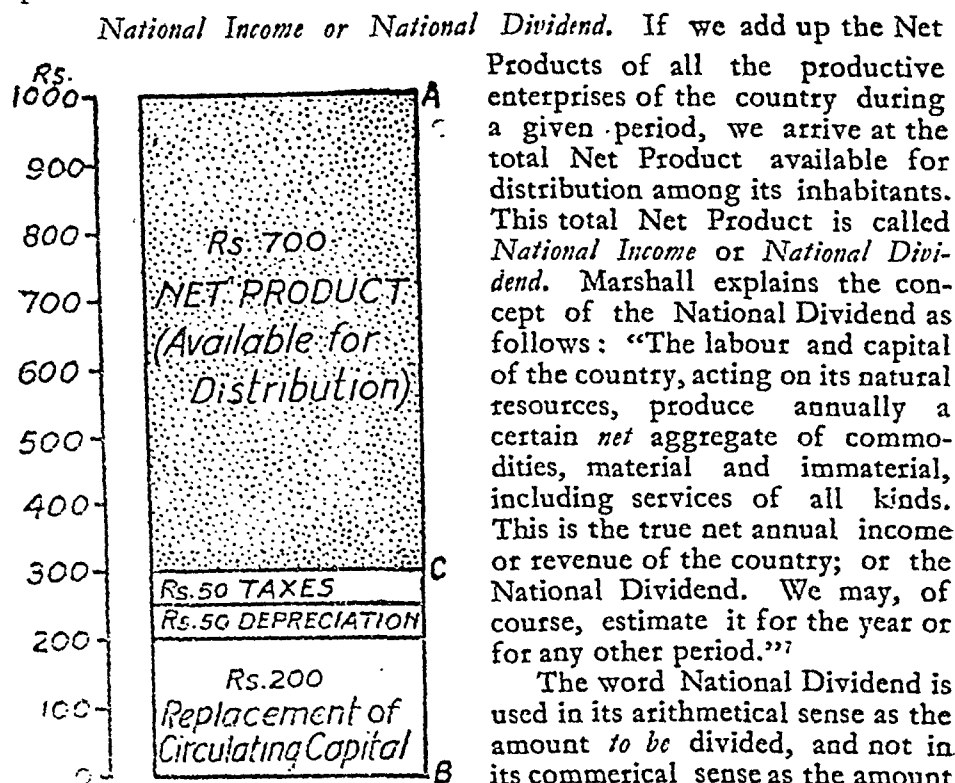 National Income or National Dividend. If we add up the Net
Rs.
1000
900
800
700
600
500
400
300
200
100
0
A
Rs 700
NET PRODUCT
(Available for
Distribution)
C
Rs.50 TAXES
Rs.50 DEPRECIATION
Rs.200
Replacement of
Circulating Capital
B
Products of all the productive
enterprises of the country during
a given period, we arrive at the
total Net Product available for
distribution among its inhabitants.
This total Net Product is called
National Income or National Divi-
dend. Marshall explains the con-
cept of the National Dividend as
follows: “The labour and capital
of the country, acting on its natural
resources, produce annually a
certain net aggregate of commo-
dities, material and immaterial,
including services of all kinds.
This is the true net annual income
or revenue of the country; or the
National Dividend. We may, of
course, estimate it for the year or
for any other period.”7
The word National Dividend is
used in its arithmetical sense as the
amount to be divided, and not in
its commerical sense as the amount